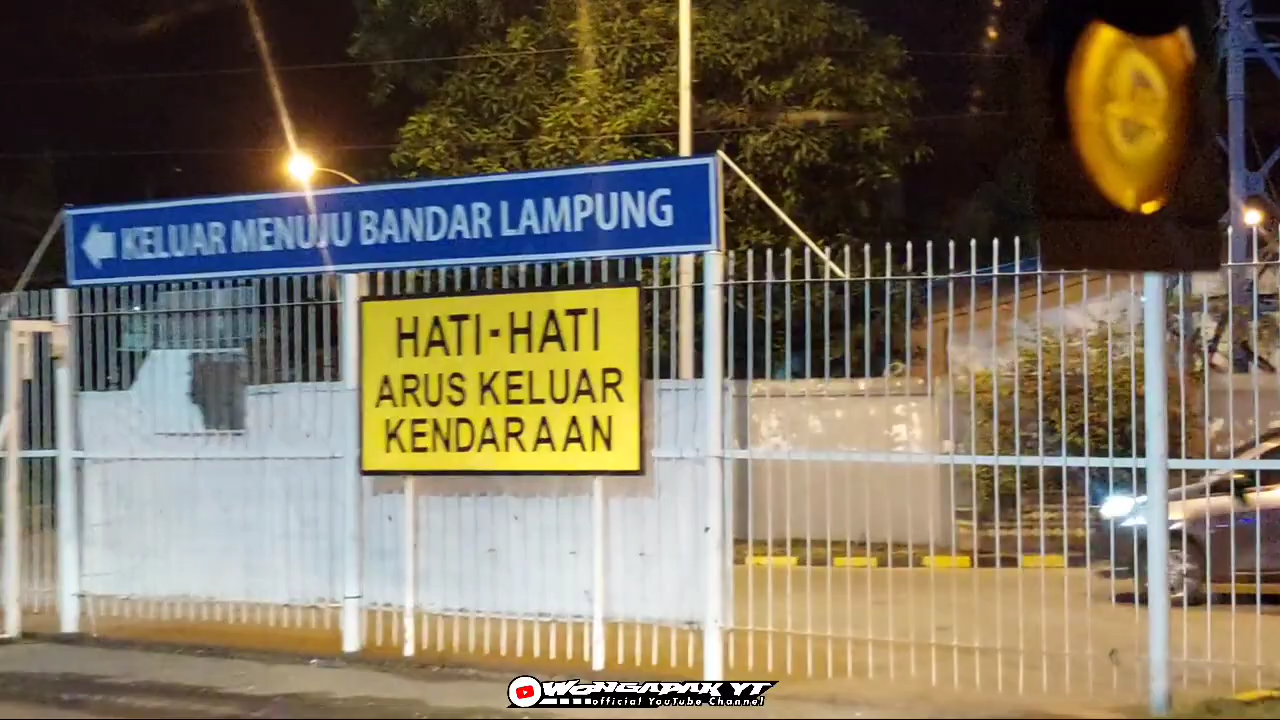 KELUAR MENUJU BANDAR LAMPUNG
HATI-HATI
ARUS KELUAR
KENDARAAN
WONGAPAK YT
official YouTube Channel